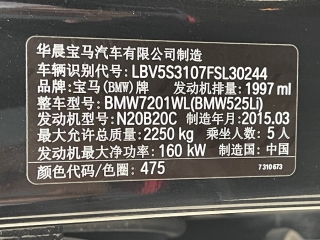 华晨宝马汽车有限公司制造
车辆识别代号: LBV5S3107FSL30244
品牌: 宝马(BMW)牌 发动机排量: 1997 ml
整车型号: BMW7201WL(BMW525Li)
发动机型号: N20B20C 制造年月: 2015.03
最大允许总质量: 2250 kg 乘坐人数: 5 人
发动机最大净功率: 160 kW 制造国: 中国
颜色代码/色圈: 475 7 310 673